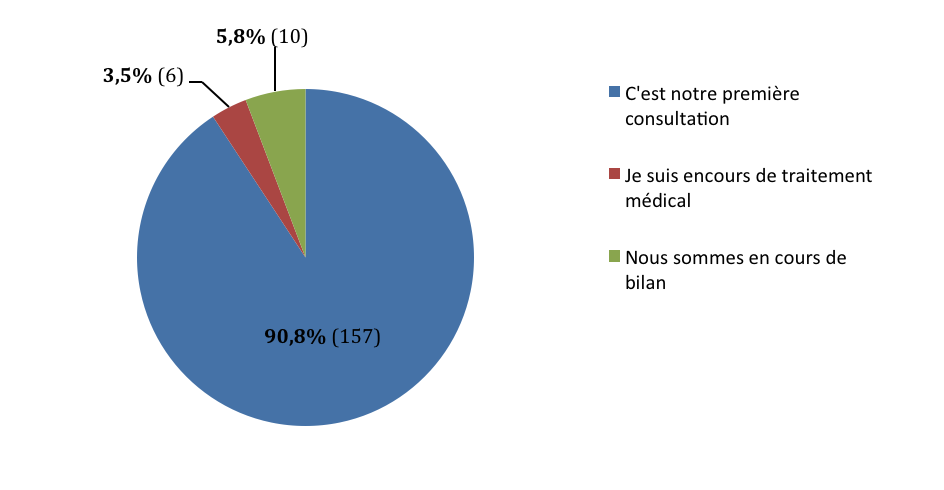 5,8% (10)
3,5% (6)
90,8% (157)
C'est notre première
consultation
Je suis encours de traitement
médical
Nous sommes en cours de
bilan